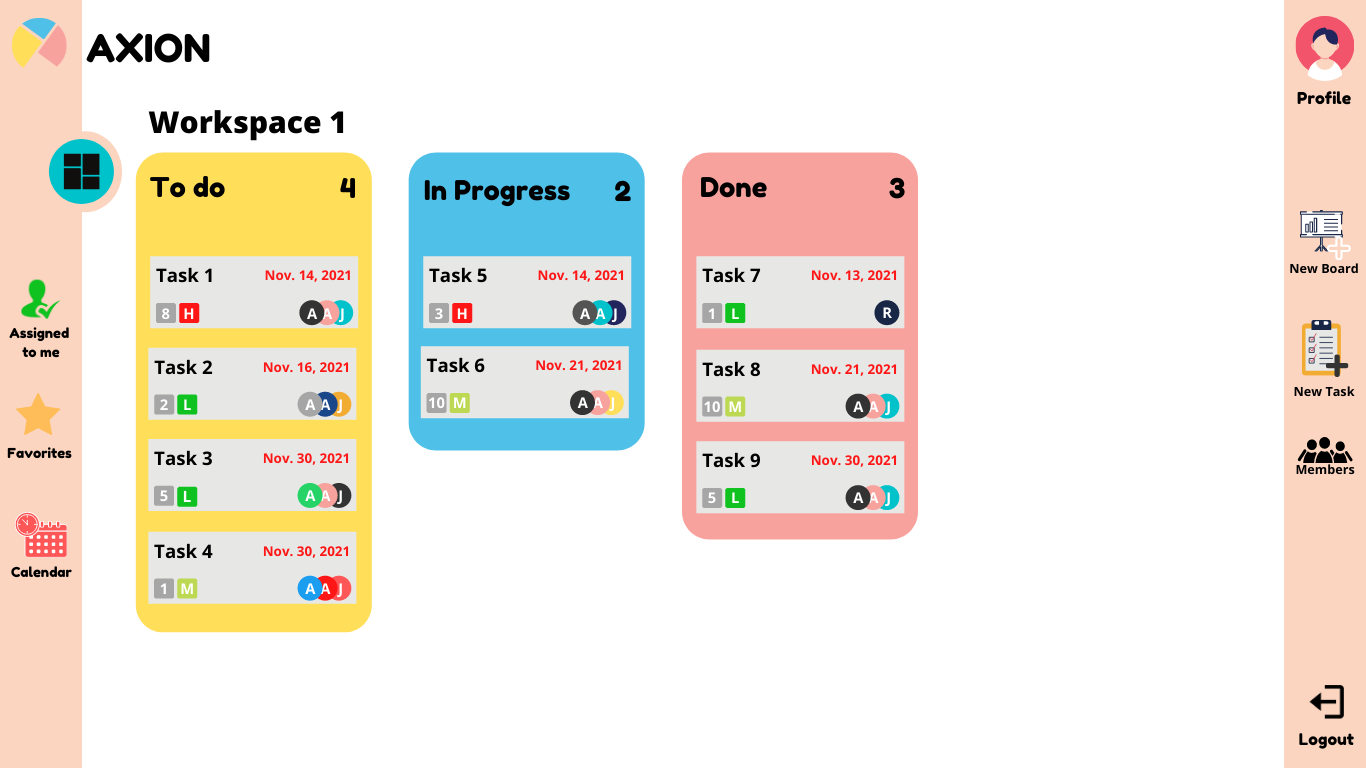 AXION
Profile
Workspace 1
To do 4
Task 1 Nov. 14, 2021
8 H A A J
Task 2 Nov. 16, 2021
2 L A A J
Task 3 Nov. 30, 2021
5 L A A J
Task 4 Nov. 30, 2021
1 M A A J
In Progress 2
Task 5 Nov. 14, 2021
3 H A A J
Task 6 Nov. 21, 2021
10 M A A J
Done 3
Task 7 Nov. 13, 2021
1 L R
Task 8 Nov. 21, 2021
10 M A A J
Task 9 Nov. 30, 2021
5 L A A J
Assigned
to me
Favorites
Calendar
New Board
New Task
Members
Logout